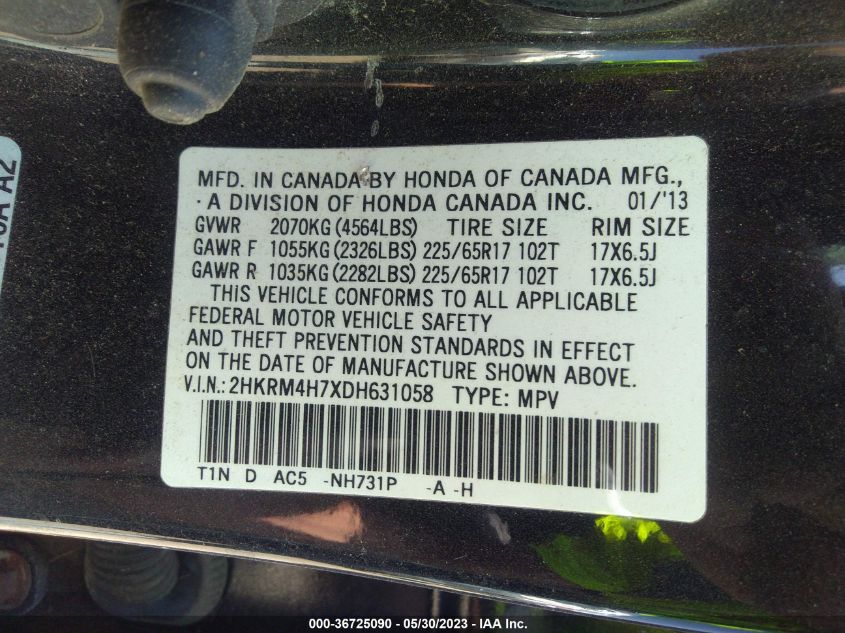 MFD. IN CANADA BY HONDA OF CANADA MFG.,
·A DIVISION OF HONDA CANADA INC. 01/'13
GVWR 2070KG(4564LBS) TIRE SIZE RIM SIZE
GAWR F 1055KG(2326LBS) 225/65R17 102T 17X6.5J
GAWR R 1035KG(2282LBS) 225/65R17 102T 17X6.5J
THIS VEHICLE CONFORMS TO ALL APPLICABLE
FEDERAL MOTOR VEHICLE SAFETY
AND THEFT PREVENTION STANDARDS IN EFFECT
ON THE DATE OF MANUFACTURE SHOWN ABOVE.
V.I.N.:2HKRM4H7XDH631058 TYPE: MPV
T1N D AC5 -NH731P -A -H
A2
000-36725090 - 05/30/2023 - IAA Inc.